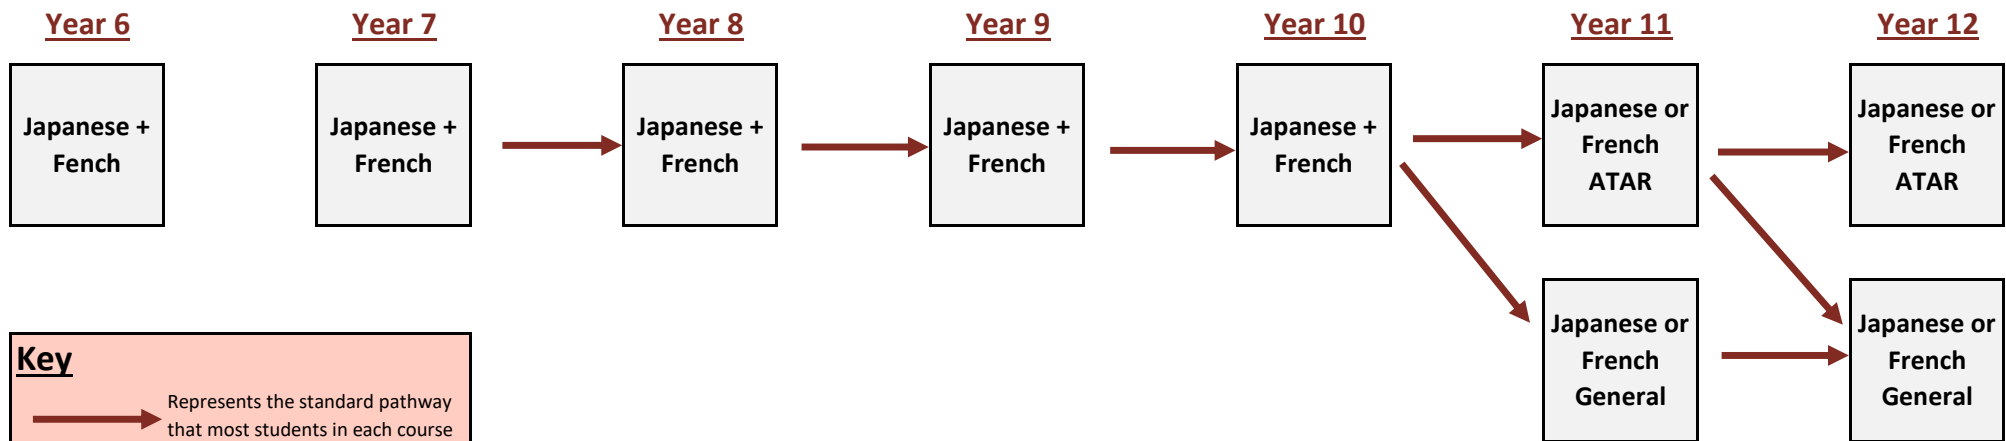 Year 6
Year 7
Year 8
Year 9
Year 10
Year 11
Year 12
Japanese +
Fench
Japanese +
French
Japanese +
French
Japanese +
French
Japanese +
French
Japanese or
French
ATAR
Japanese or
French
ATAR
Japanese or
French
General
Japanese or
French
General
Key
Represents the standard pathway
that most students in each course